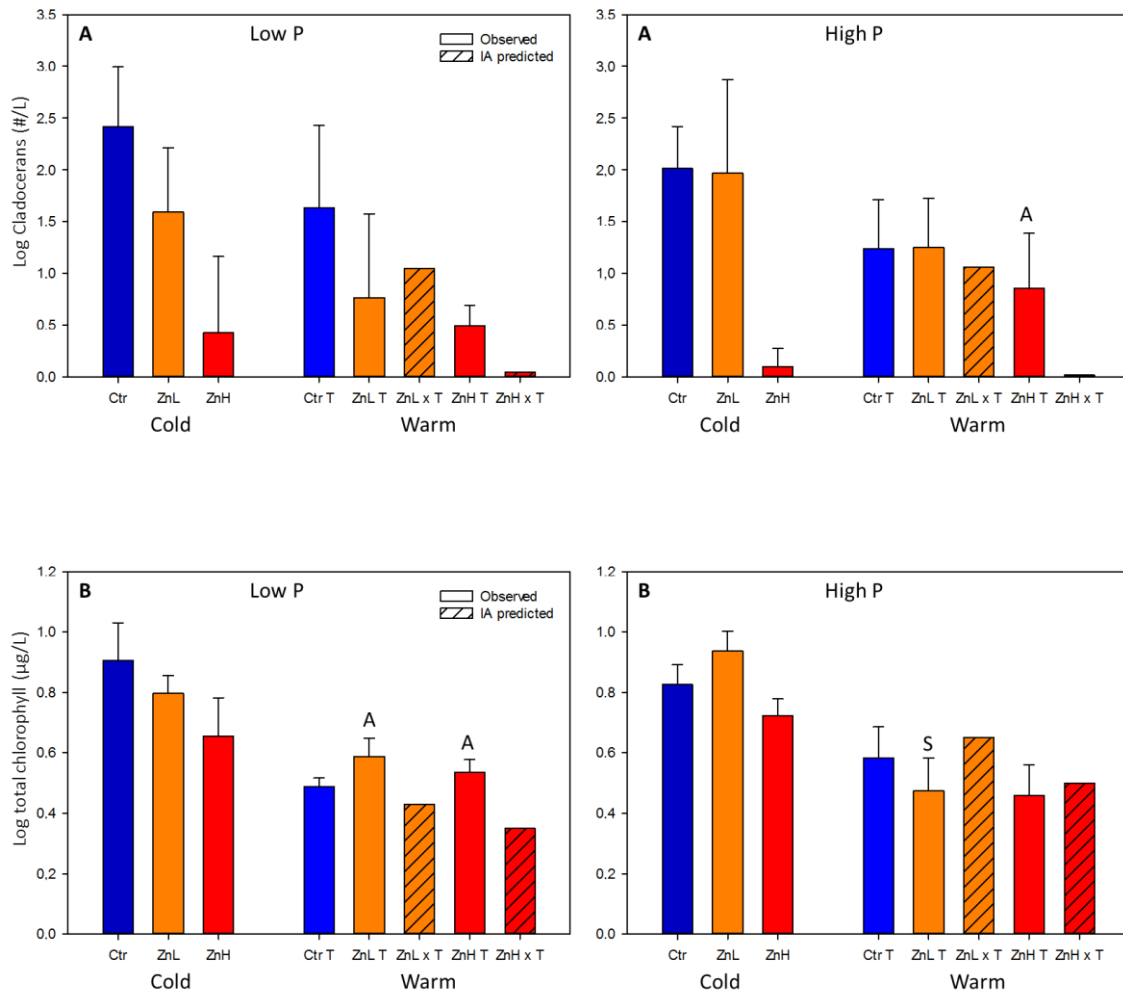 A Low P
Observed
IA predicted
Log Cladocerans (#/L)
3.5
3.0
2.5
2.0
1.5
1.0
0.5
0.0
Ctr ZnL ZnH Ctr T ZnL T ZnL x T ZnH T ZnH x T
Cold Warm
A High P
3.5
3.0
2.5
2.0
1.5
1.0
0.5
0.0
A
Ctr ZnL ZnH Ctr T ZnL T ZnL x T ZnH T ZnH x T
Cold Warm
B Low P
Observed
IA predicted
Log total chlorophyll (µg/L)
1.2
1.0
0.8
0.6
0.4
0.2
0.0
A A
Ctr ZnL ZnH Ctr T ZnL T ZnL x T ZnH T ZnH x T
Cold Warm
B High P
1.2
1.0
0.8
0.6
0.4
0.2
0.0
S
Ctr ZnL ZnH Ctr T ZnL T ZnL x T ZnH T ZnH x T
Cold Warm